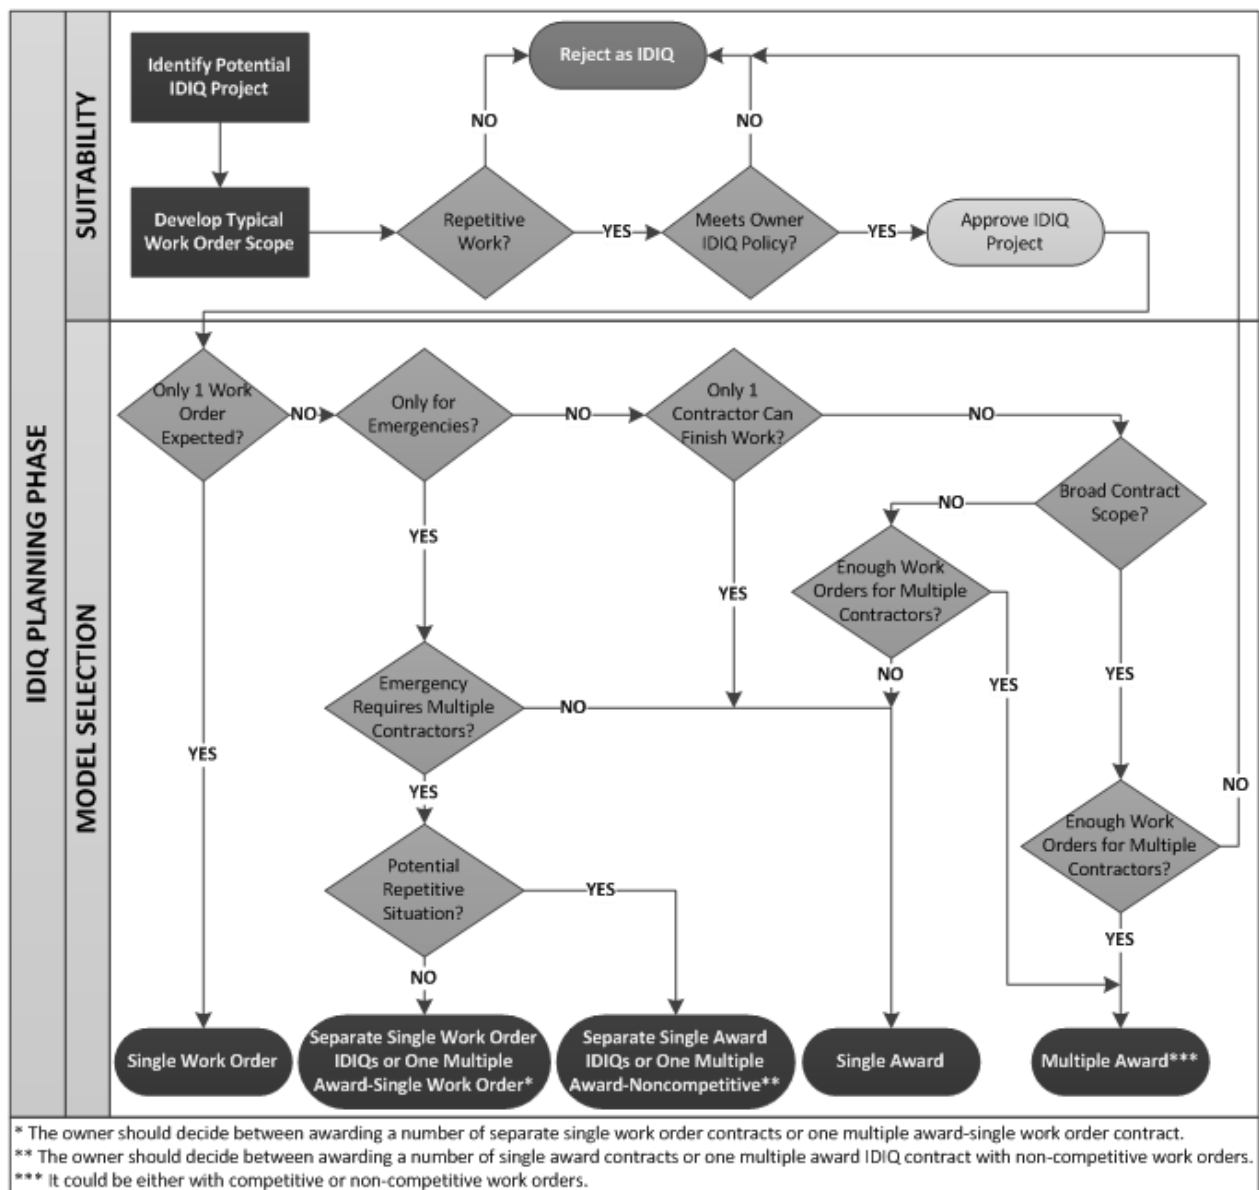 IDIQ PLANNING PHASE
SUITABILITY
Identify Potential
IDIQ Project
Reject as IDIQ
NO
NO
Develop Typical
Work Order Scope
Repetitive
Work?
YES
Meets Owner
IDIQ Policy?
YES
Approve IDIQ
Project
MODEL SELECTION
Only 1 Work
Order
Expected?
NO
Only for
Emergencies?
NO
Only 1
Contractor Can
Finish Work?
NO
Broad Contract
Scope?
NO
YES
Enough Work
Orders for Multiple
Contractors?
YES
YES
NO
YES
Emergency
Requires Multiple
Contractors?
NO
YES
YES
NO
Enough Work
Orders for Multiple
Contractors?
YES
Potential
Repetitive
Situation?
YES
NO
YES
Single Work Order
Separate Single Work Order
IDIQs or One Multiple
Award-Single Work Order*
Separate Single Award
IDIQs or One Multiple
Award-Noncompetitive**
Single Award
Multiple Award***
* The owner should decide between awarding a number of separate single work order contracts or one multiple award-single work order contract.
** The owner should decide between awarding a number of single award contracts or one multiple award IDIQ contract with non-competitive work orders.
*** It could be either with competitive or non-competitive work orders.